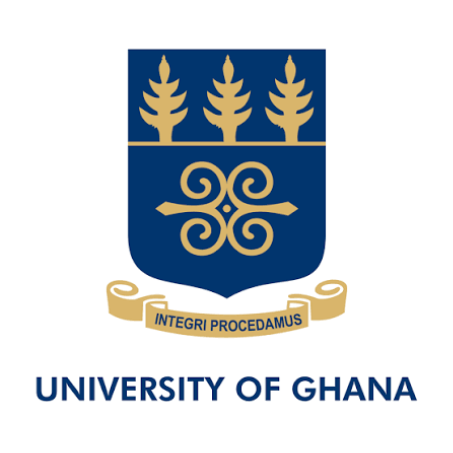 INTEGRI PROCEDAMUS
UNIVERSITY OF GHANA